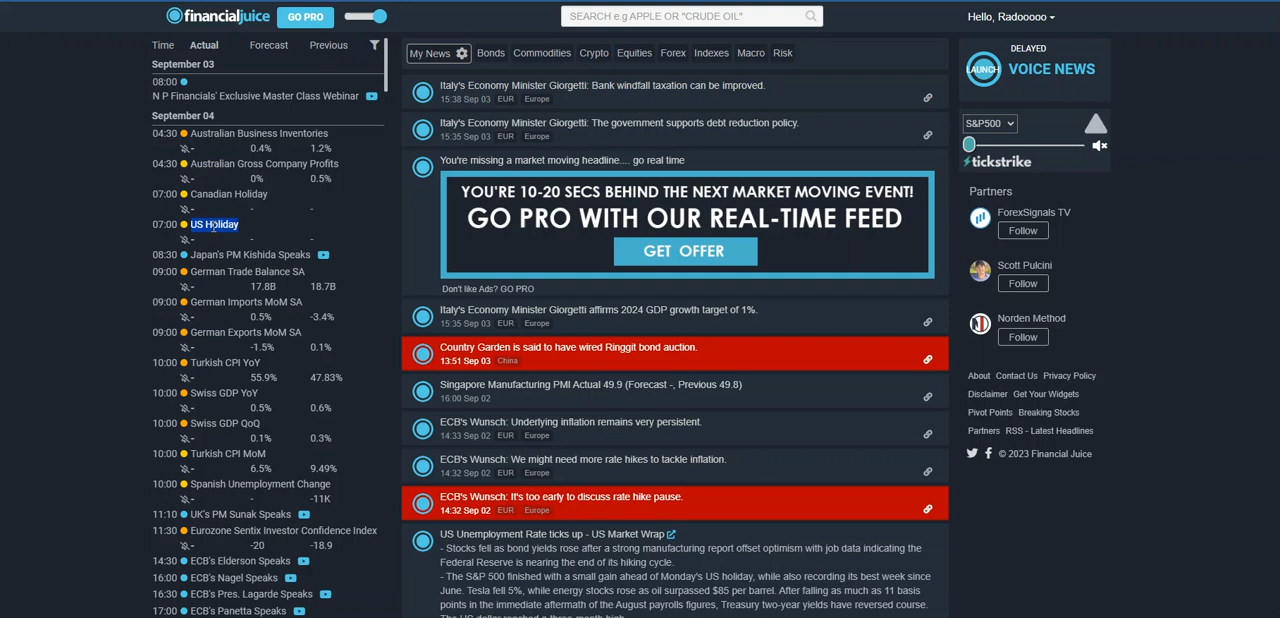 financialjuice GO PRO
SEARCH e.g APPLE OR "CRUDE OIL"
Hello, Radooooo
Time Actual Forecast Previous
September 03
08:00
N P Financials' Exclusive Master Class Webinar
September 04
04:30 Australian Business Inventories
- 0.4% 1.2%
04:30 Australian Gross Company Profits
- 0% 0.5%
07:00 Canadian Holiday
- - -
07:00 US Holiday
- - -
08:30 Japan's PM Kishida Speaks
09:00 German Trade Balance SA
- 17.8B 18.7B
09:00 German Imports MoM SA
- 0.5% -3.4%
09:00 German Exports MoM SA
- -1.5% 0.1%
10:00 Turkish CPI YoY
- 55.9% 47.83%
10:00 Swiss GDP YoY
- 0.5% 0.6%
10:00 Swiss GDP QoQ
- 0.1% 0.3%
10:00 Turkish CPI MoM
- 6.5% 9.49%
10:00 Spanish Unemployment Change
- - -11K
11:10 UK's PM Sunak Speaks
11:30 Eurozone Sentix Investor Confidence Index
- -20 -18.9
14:30 ECB's Elderson Speaks
16:00 ECB's Nagel Speaks
16:30 ECB's Pres. Lagarde Speaks
17:00 ECB's Panetta Speaks
My News Bonds Commodities Crypto Equities Forex Indexes Macro Risk
Italy's Economy Minister Giorgetti: Bank windfall taxation can be improved.
15:38 Sep 03 EUR Europe
Italy's Economy Minister Giorgetti: The government supports debt reduction policy.
15:35 Sep 03 EUR Europe
You're missing a market moving headline.... go real time
YOU'RE 10-20 SECS BEHIND THE NEXT MARKET MOVING EVENT!
GO PRO WITH OUR REAL-TIME FEED
GET OFFER
Don't like Ads? GO PRO
Italy's Economy Minister Giorgetti affirms 2024 GDP growth target of 1%.
15:35 Sep 03 EUR Europe
Country Garden is said to have wired Ringgit bond auction.
13:51 Sep 03 China
Singapore Manufacturing PMI Actual 49.9 (Forecast -, Previous 49.8)
16:00 Sep 02
ECB's Wunsch: Underlying inflation remains very persistent.
14:33 Sep 02 EUR Europe
ECB's Wunsch: We might need more rate hikes to tackle inflation.
14:32 Sep 02 EUR Europe
ECB's Wunsch: It's too early to discuss rate hike pause.
14:32 Sep 02 EUR Europe
US Unemployment Rate ticks up - US Market Wrap
- Stocks fell as bond yields rose after a strong manufacturing report offset optimism with job data indicating the
Federal Reserve is nearing the end of its hiking cycle.
- The S&P 500 finished with a small gain ahead of Monday's US holiday, while also recording its best week since
June. Tesla fell 5%, while energy stocks rose as oil surpassed $85 per barrel. After falling as much as 11 basis
points in the immediate aftermath of the August payrolls figures, Treasury two-year yields have reversed course.
The US dollar reached a three-month high
DELAYED
LAUNCH VOICE NEWS
S&P500
tickstrike
Partners
ForexSignals TV
Follow
Scott Pulcini
Follow
Norden Method
Follow
About Contact Us Privacy Policy
Disclaimer Get Your Widgets
Pivot Points Breaking Stocks
Partners RSS - Latest Headlines
© 2023 Financial Juice